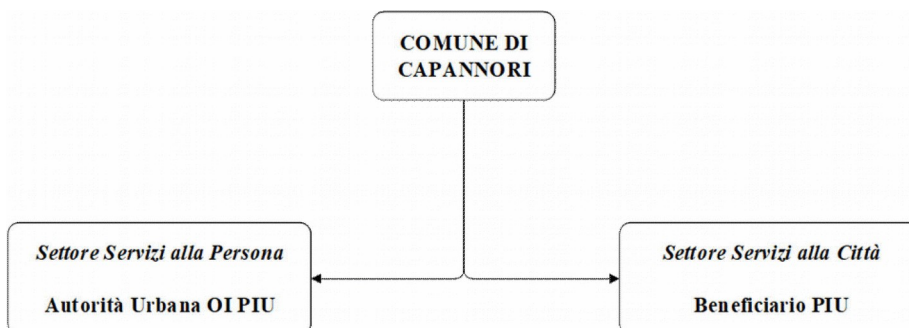 COMUNE DI
CAPANNORI
Settore Servizi alla Persona
Autorità Urbana OI PIU
Settore Servizi alla Città
Beneficiario PIU